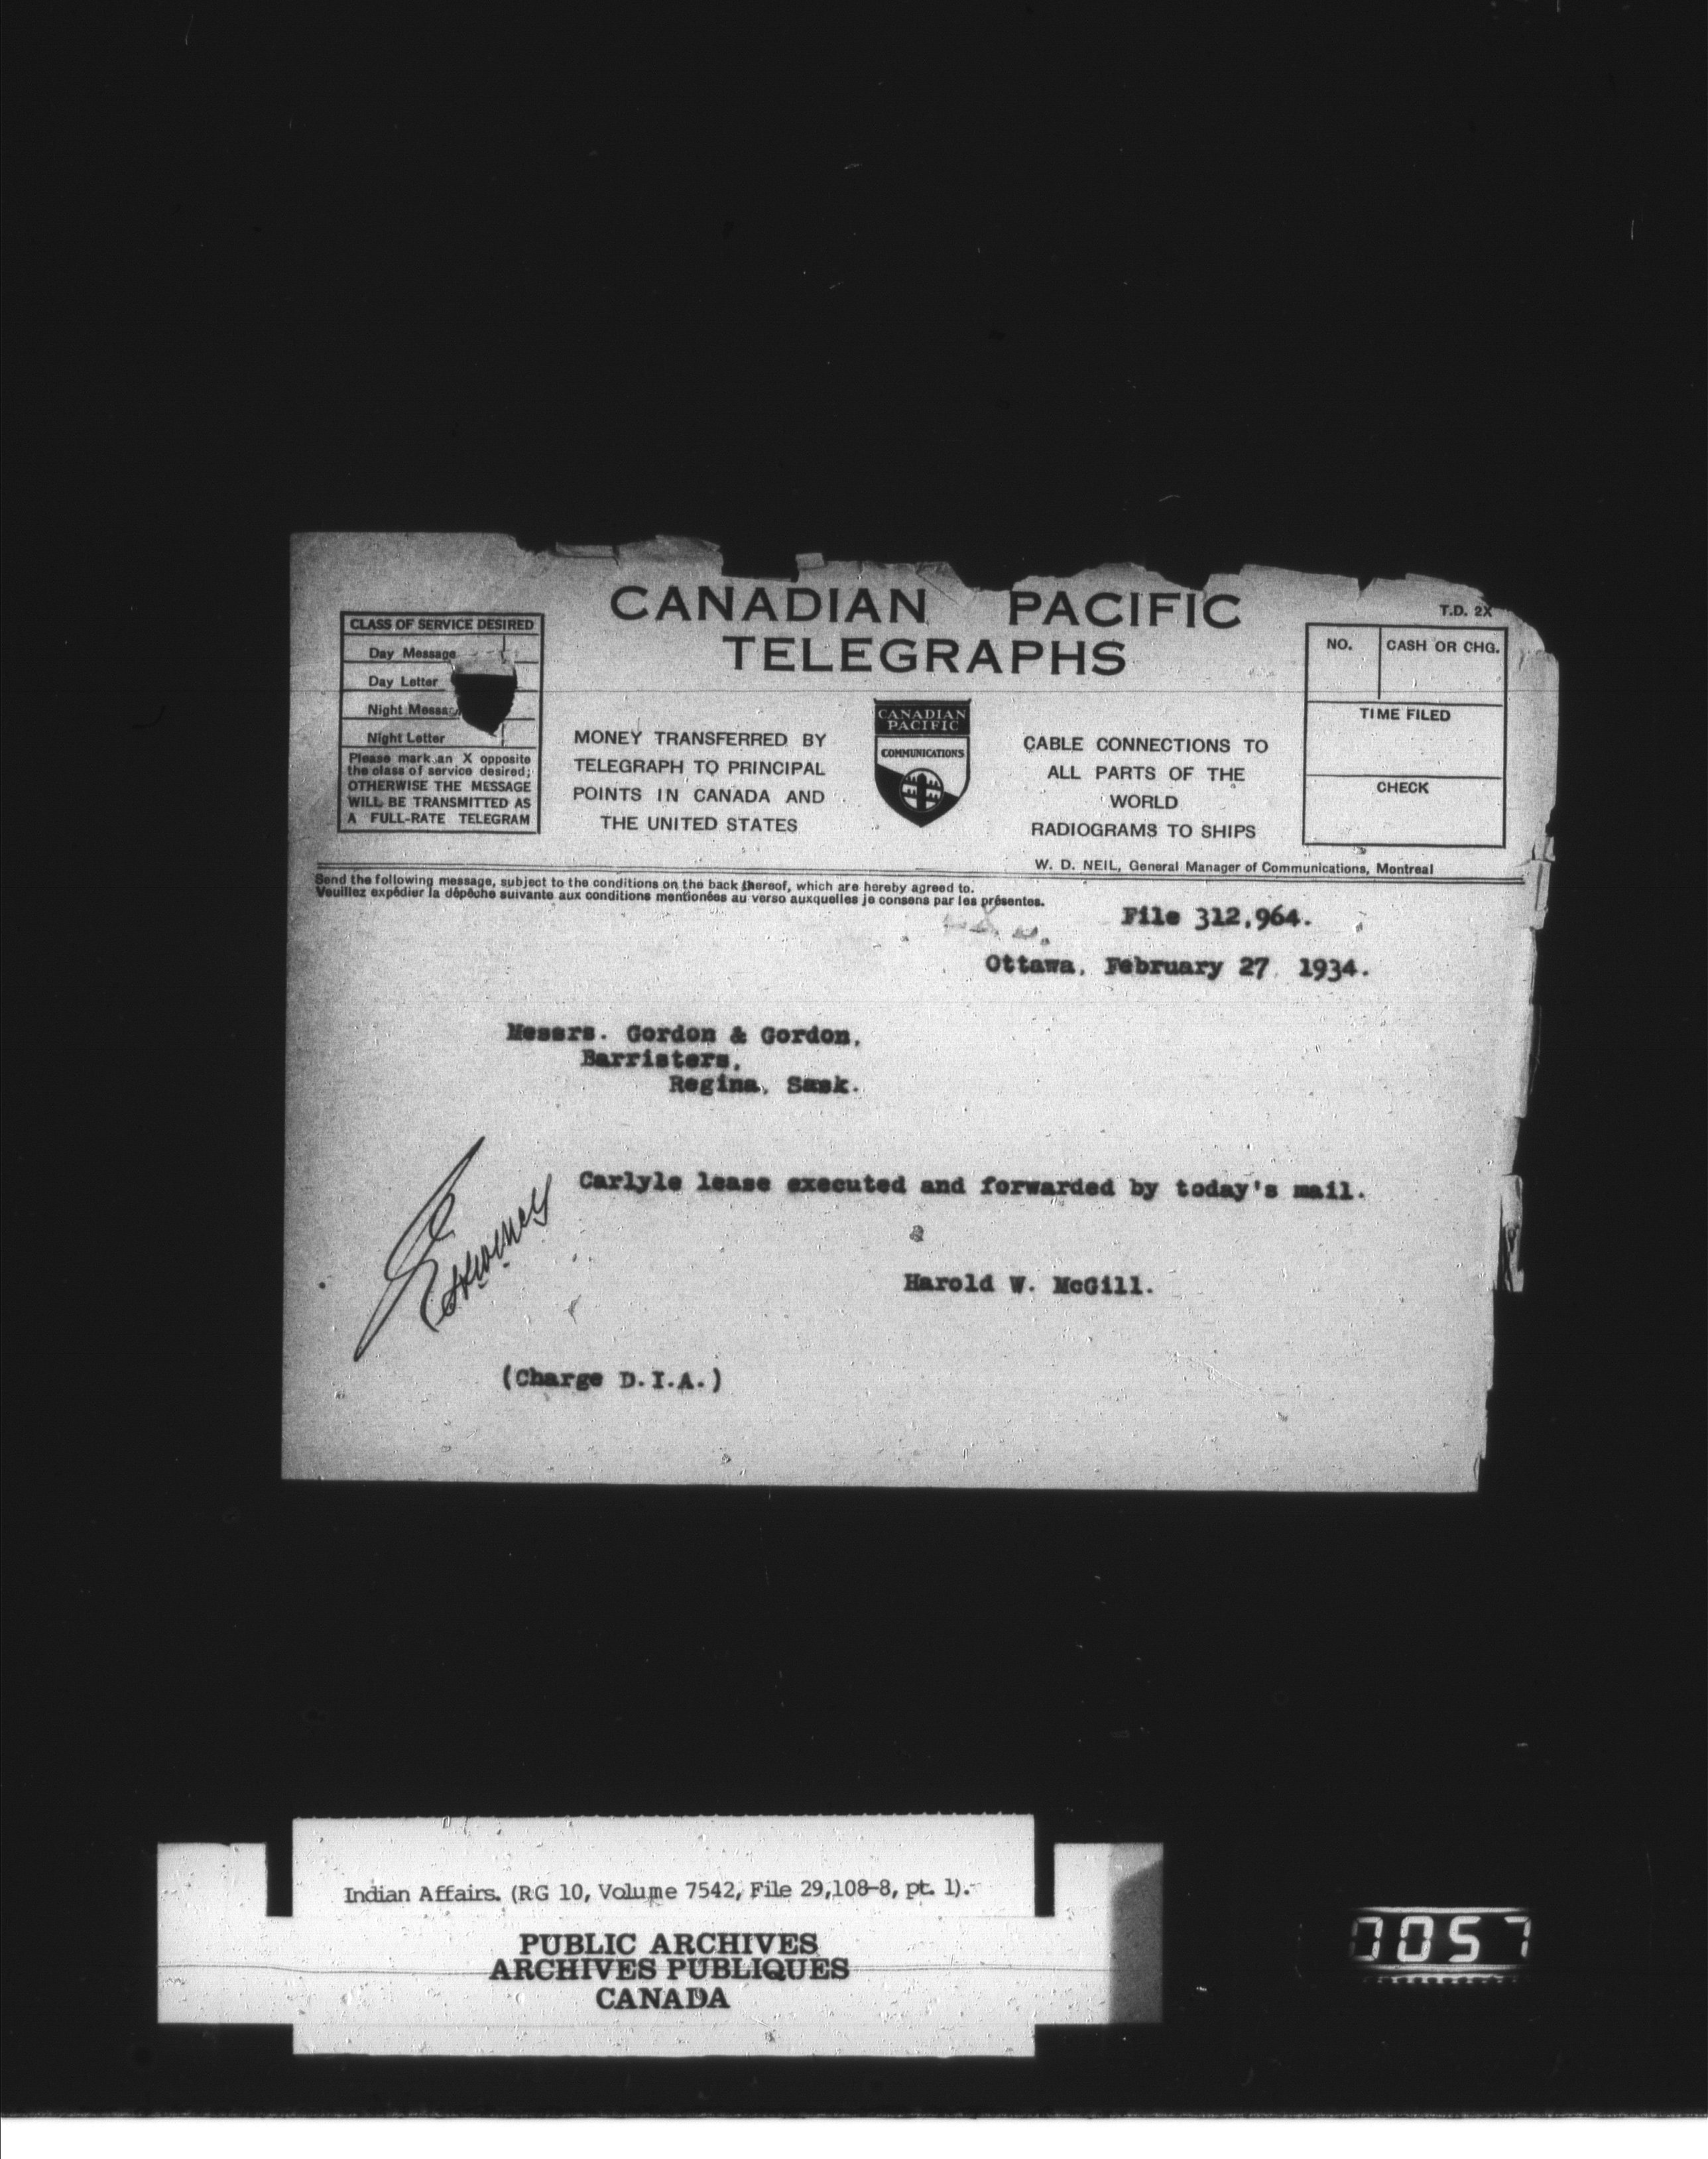 CANADIAN PACIFIC
TELEGRAPHS
T.D. 2X
CLASS OF SERVICE DESIRED
Day Message
Day Letter
Night
Night Letter
Please mark an X opposite
the class of service desired;
OTHERWISE THE MESSAGE
WILL BE TRANSMITTED AS
A FULL-RATE TELEGRAM
MONEY TRANSFERRED BY
TELEGRAPH TO PRINCIPAL
POINTS IN CANADA AND
THE UNITED STATES
CANADIAN
PACIFIC
COMMUNICATIONS
CABLE CONNECTIONS TO
ALL PARTS OF THE
WORLD
RADIOGRAMS TO SHIPS
NO. CASH OR CHG.
TIME FILED
CHECK
W. D. NEIL, General Manager of Communications, Montreal
Send the following message, subject to the conditions on the back thereof, which are hereby agreed to.
Veuillez expédier la dépêche suivante aux conditions mentionées au verso auxquelles je consens par les présentes.
File 312,964.
Ottawa, February 27, 1934.
Messrs. Gordon & Gordon,
Barristers,
Regina, Sask.
Carlyle lease executed and forwarded by today's mail.
Harold W. McGill.
(Charge D.I.A.)
Indian Affairs. (RG 10, Volume 7542, File 29,108-8, pt. 1).
PUBLIC ARCHIVES
ARCHIVES PUBLIQUES
CANADA
0057